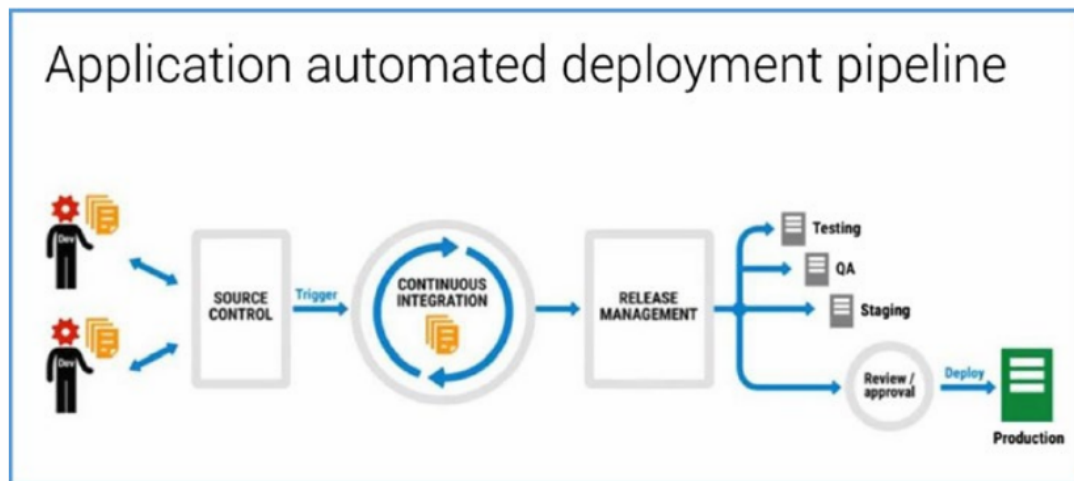 Application automated deployment pipeline
Dev
Dev
SOURCE
CONTROL
Trigger
CONTINUOUS
INTEGRATION
RELEASE
MANAGEMENT
Testing
QA
Staging
Review /
approval
Deploy
Production